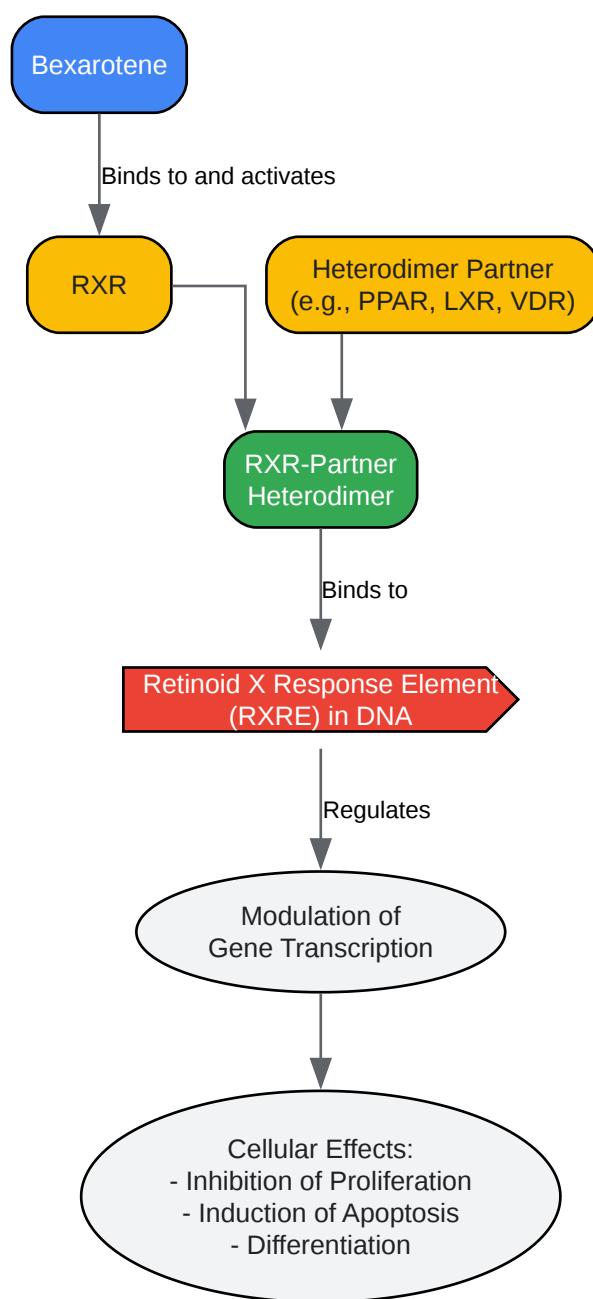 Bexarotene
Binds to and activates
RXR
Heterodimer Partner
(e.g., PPAR, LXR, VDR)
RXR-Partner
Heterodimer
Binds to
Retinoid X Response Element
(RXRE) in DNA
Regulates
Modulation of
Gene Transcription
Cellular Effects:
- Inhibition of Proliferation
- Induction of Apoptosis
- Differentiation